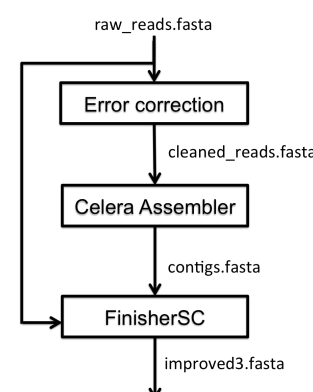 raw_reads.fasta
Error correction
cleaned_reads.fasta
Celera Assembler
contigs.fasta
FinisherSC
improved3.fasta